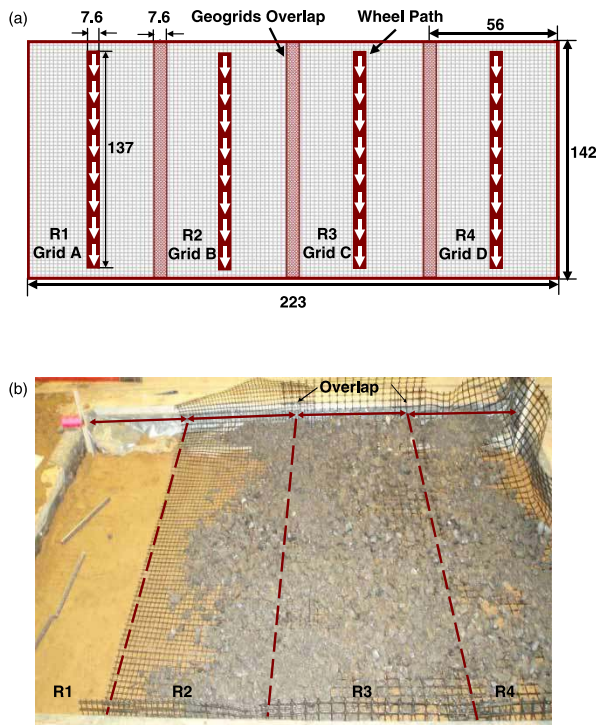 (a)
7.6 7.6 Geogrids Overlap Wheel Path 56
137
142
R1 R2 R3 R4
Grid A Grid B Grid C Grid D
223
(b)
Overlap
R1 R2 R3 R4